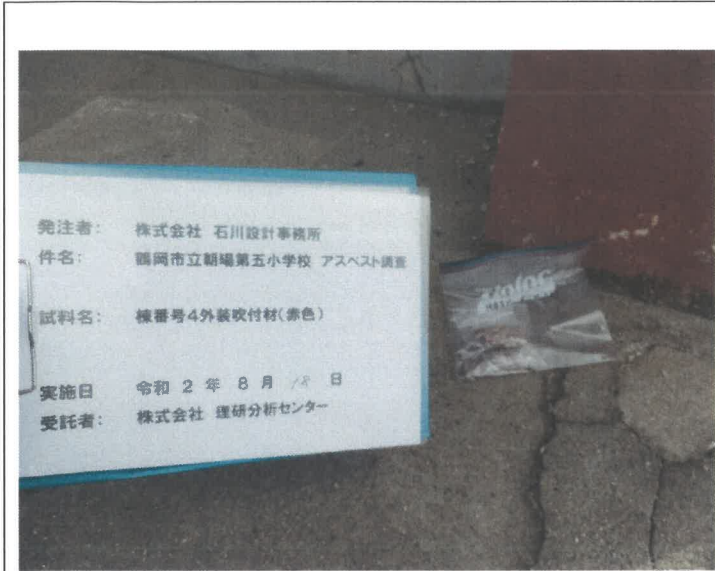 発注者: 株式会社 石川設計事務所
件名: 鶴岡市立朝暘第五小学校 アスベスト調査
試料名: 棟番号4外装吹付材(赤色)
実施日 令和 2 年 8 月 18 日
受託者: 株式会社 理研分析センター